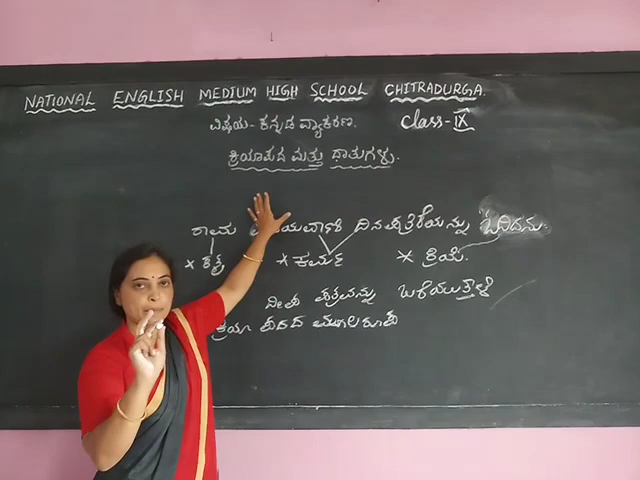 NATIONAL ENGLISH MEDIUM HIGH SCHOOL CHITRADURGA.
ವಿಷಯ- ಕನ್ನಡ ವ್ಯಾಕರಣ. Class-IX
ಕ್ರಿಯಾಪದ ಮತ್ತು ಧಾತುಗಳು.
ರಾಮ ದಿನಪತ್ರಿಕೆಯನ್ನು ಓದಿದನು.
* ಕರ್ತೃ * ಕರ್ಮ * ಕ್ರಿಯೆ.
ಪತ್ರವನ್ನು ಬರೆಯುತ್ತಾಳೆ
ಮೂಲರೂಪ